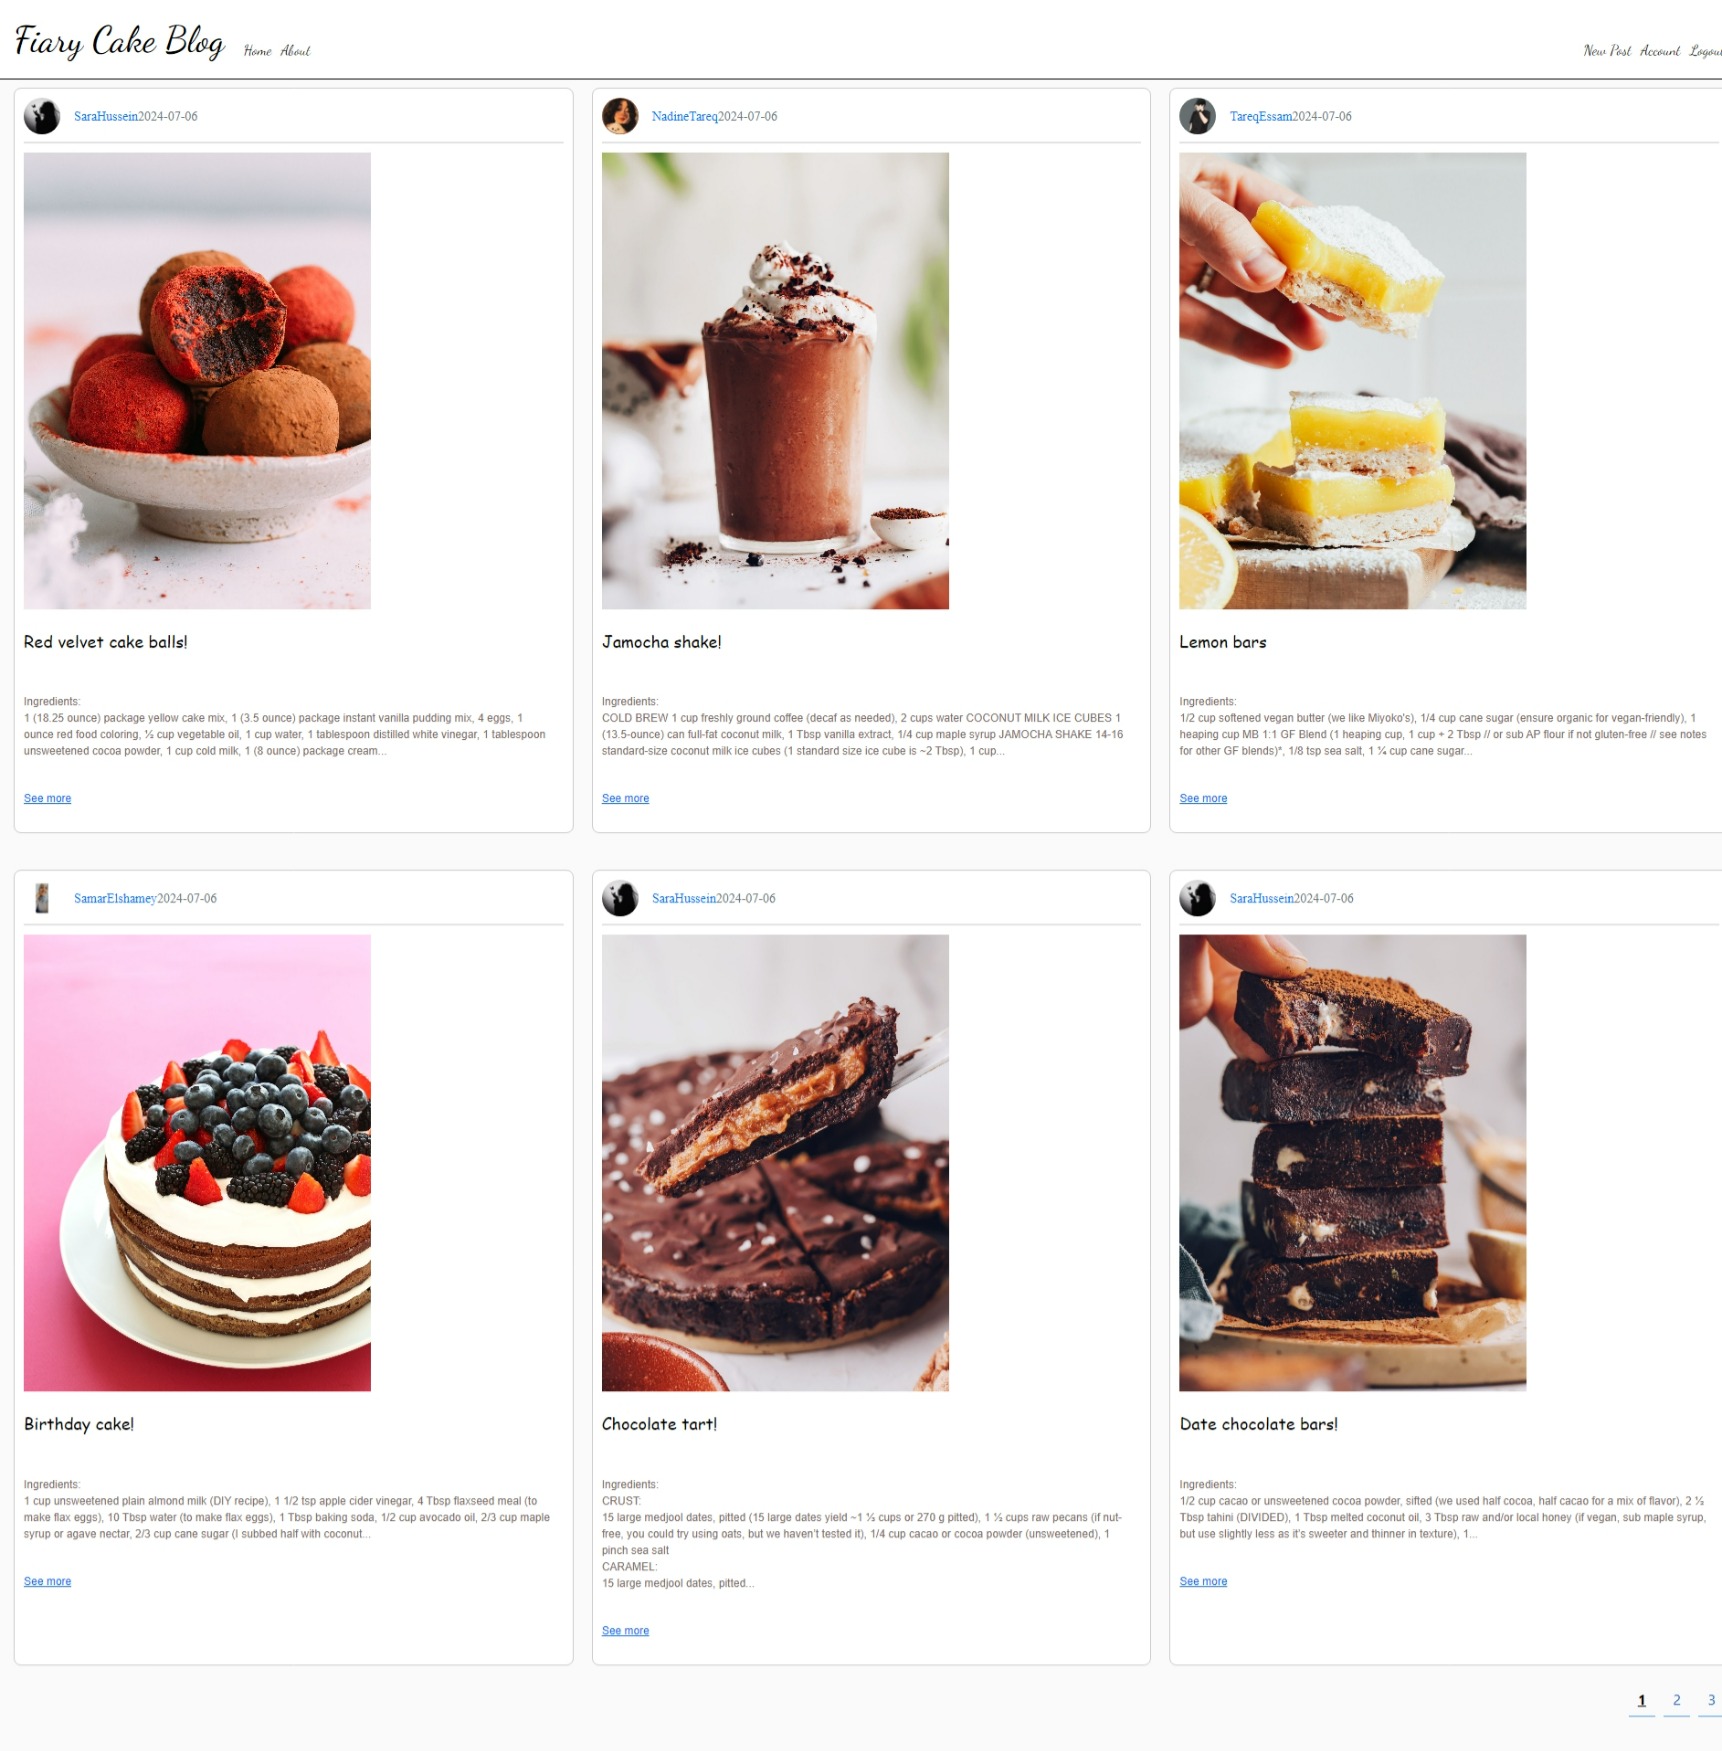 Fiary Cake Blog Home About New Post Account Logout
SaraHussein2024-07-06
Red velvet cake balls!
Ingredients:
1 (18.25 ounce) package yellow cake mix, 1 (3.5 ounce) package instant vanilla pudding mix, 4 eggs, 1
ounce red food coloring, ⅓ cup vegetable oil, 1 cup water, 1 tablespoon distilled white vinegar, 1 tablespoon
unsweetened cocoa powder, 1 cup cold milk, 1 (8 ounce) package cream...
See more
NadineTareq2024-07-06
Jamocha shake!
Ingredients:
COLD BREW 1 cup freshly ground coffee (decaf as needed), 2 cups water COCONUT MILK ICE CUBES 1
(13.5-ounce) can full-fat coconut milk, 1 Tbsp vanilla extract, 1/4 cup maple syrup JAMOCHA SHAKE 14-16
standard-size coconut milk ice cubes (1 standard size ice cube is ~2 Tbsp), 1 cup...
See more
TareqEssam2024-07-06
Lemon bars
Ingredients:
1/2 cup softened vegan butter (we like Miyoko's), 1/4 cup cane sugar (ensure organic for vegan-friendly), 1
heaping cup MB 1:1 GF Blend (1 heaping cup, 1 cup + 2 Tbsp // or sub AP flour if not gluten-free // see notes
for other GF blends)*, 1/8 tsp sea salt, 1 ¼ cup cane sugar...
See more
SamarElshamey2024-07-06
Birthday cake!
Ingredients:
1 cup unsweetened plain almond milk (DIY recipe), 1 1/2 tsp apple cider vinegar, 4 Tbsp flaxseed meal (to
make flax eggs), 10 Tbsp water (to make flax eggs), 1 Tbsp baking soda, 1/2 cup avocado oil, 2/3 cup maple
syrup or agave nectar, 2/3 cup cane sugar (I subbed half with coconut...
See more
SaraHussein2024-07-06
Chocolate tart!
Ingredients:
CRUST:
15 large medjool dates, pitted (15 large dates yield ~1 ½ cups or 270 g pitted), 1 ½ cups raw pecans (if nut-
free, you could try using oats, but we haven't tested it), 1/4 cup cacao or cocoa powder (unsweetened), 1
pinch sea salt
CARAMEL:
15 large medjool dates, pitted...
See more
SaraHussein2024-07-06
Date chocolate bars!
Ingredients:
1/2 cup cacao or unsweetened cocoa powder, sifted (we used half cocoa, half cacao for a mix of flavor), 2 ½
Tbsp tahini (DIVIDED), 1 Tbsp melted coconut oil, 3 Tbsp raw and/or local honey (if vegan, sub maple syrup,
but use slightly less as it's sweeter and thinner in texture), 1...
See more
1 2 3